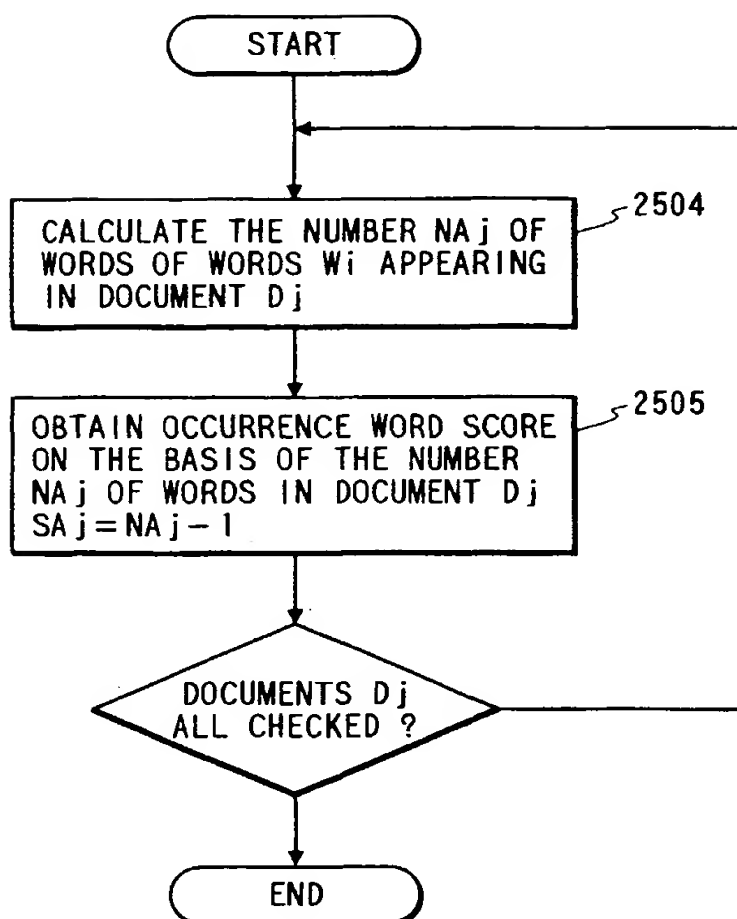 START
2504
CALCULATE THE NUMBER NAj OF
WORDS OF WORDS Wi APPEARING
IN DOCUMENT Dj
2505
OBTAIN OCCURRENCE WORD SCORE
ON THE BASIS OF THE NUMBER
NAj OF WORDS IN DOCUMENT Dj
SAj=NAj-1
DOCUMENTS Dj
ALL CHECKED ?
END